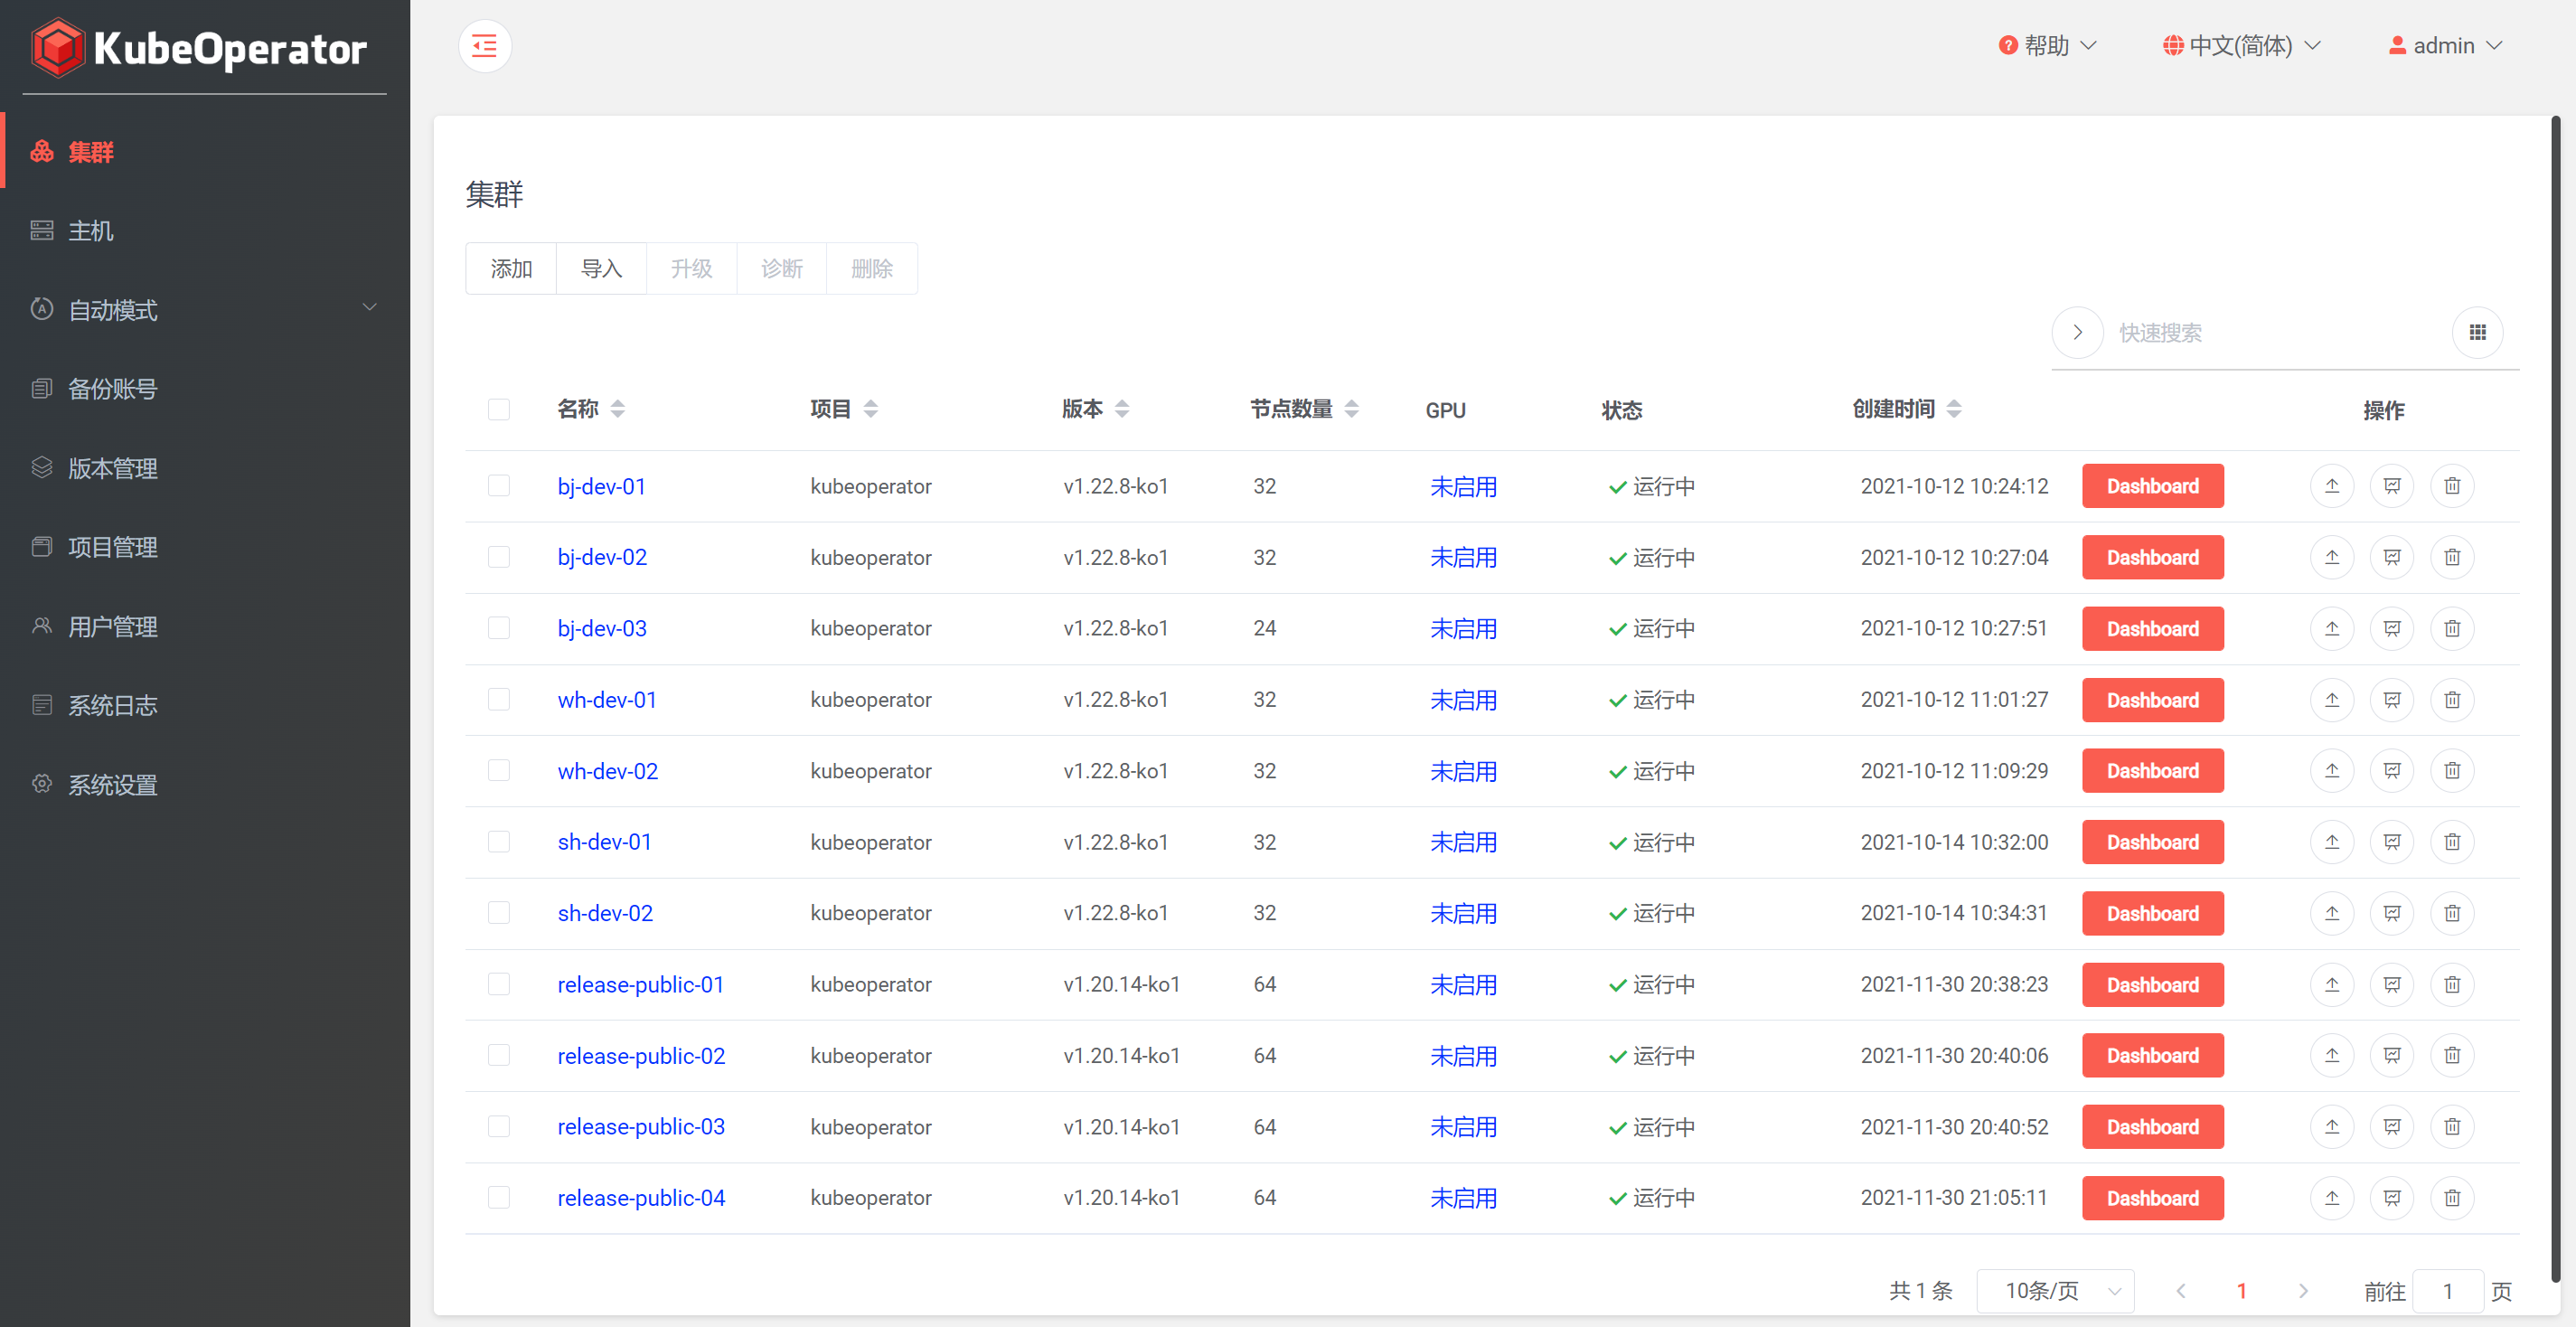 KubeOperator
帮助
中文(简体)
admin
集群
主机
自动模式
备份账号
版本管理
项目管理
用户管理
系统日志
系统设置
集群
添加 导入 升级 诊断 删除
快速搜索
名称 项目 版本 节点数量 GPU 状态 创建时间 操作
bj-dev-01 kubeoperator v1.22.8-ko1 32 未启用 运行中 2021-10-12 10:24:12 Dashboard
bj-dev-02 kubeoperator v1.22.8-ko1 32 未启用 运行中 2021-10-12 10:27:04 Dashboard
bj-dev-03 kubeoperator v1.22.8-ko1 24 未启用 运行中 2021-10-12 10:27:51 Dashboard
wh-dev-01 kubeoperator v1.22.8-ko1 32 未启用 运行中 2021-10-12 11:01:27 Dashboard
wh-dev-02 kubeoperator v1.22.8-ko1 32 未启用 运行中 2021-10-12 11:09:29 Dashboard
sh-dev-01 kubeoperator v1.22.8-ko1 32 未启用 运行中 2021-10-14 10:32:00 Dashboard
sh-dev-02 kubeoperator v1.22.8-ko1 32 未启用 运行中 2021-10-14 10:34:31 Dashboard
release-public-01 kubeoperator v1.20.14-ko1 64 未启用 运行中 2021-11-30 20:38:23 Dashboard
release-public-02 kubeoperator v1.20.14-ko1 64 未启用 运行中 2021-11-30 20:40:06 Dashboard
release-public-03 kubeoperator v1.20.14-ko1 64 未启用 运行中 2021-11-30 20:40:52 Dashboard
release-public-04 kubeoperator v1.20.14-ko1 64 未启用 运行中 2021-11-30 21:05:11 Dashboard
共 1 条 10条/页 1 前往 1 页